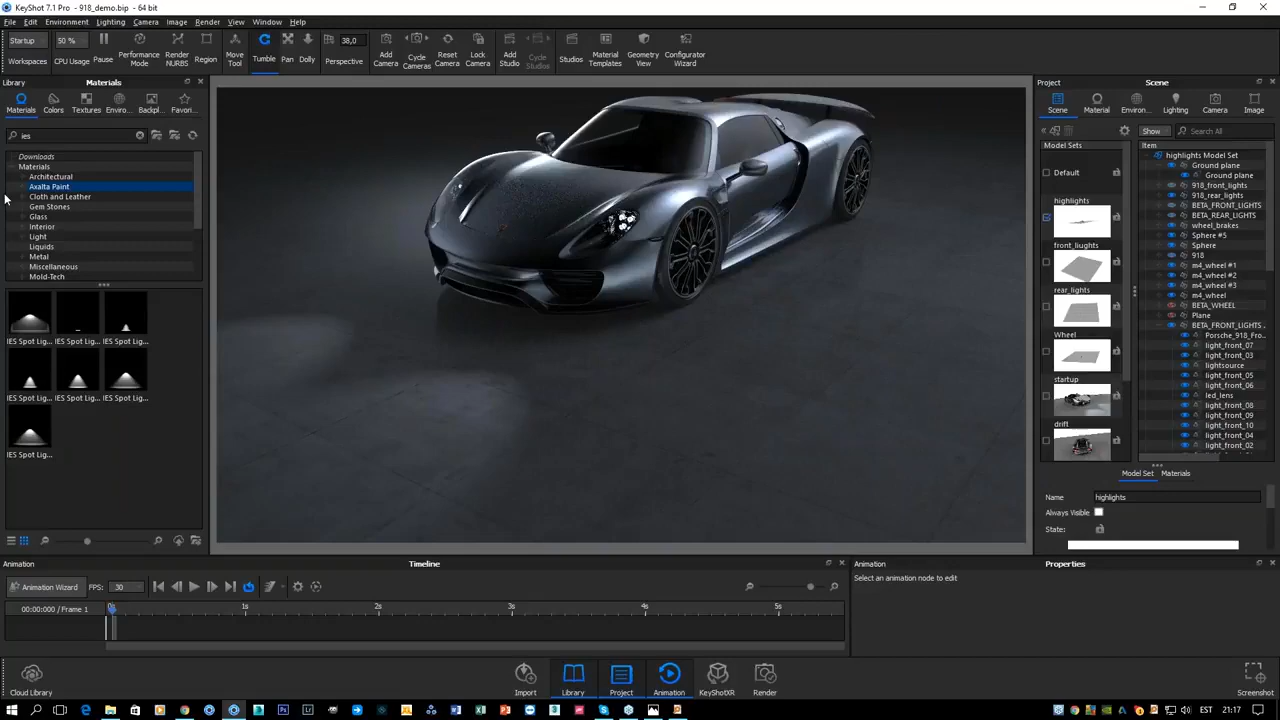 KeyShot 7.1 Pro - 918_demo.bip - 64 bit
File Edit Environment Lighting Camera Image Render View Window Help
Startup 50 % 38,0
Workspaces CPU Usage Pause Performance Mode Render NURBS Region Move Tool Tumble Pan Dolly Perspective Add Camera Cycle Cameras Reset Camera Lock Camera Add Studio Cycle Studios Studios Material Templates Geometry View Configurator Wizard
Library Materials
Materials Colors Textures Enviro... Backpl... Favori...
ies
Downloads
Materials
Architectural
Axalta Paint
Cloth and Leather
Gem Stones
Glass
Interior
Light
Liquids
Metal
Miscellaneous
Mold-Tech
IES Spot Lig... IES Spot Lig... IES Spot Lig...
IES Spot Lig... IES Spot Lig... IES Spot Lig...
IES Spot Lig...
Project Scene
Scene Material Environ... Lighting Camera Image
Show Search All
Model Sets
Default
highlights
front_liughts
rear_lights
Wheel
startup
drift
Item
highlights Model Set
Ground plane
Ground plane
918_front_lights
918_rear_lights
BETA_FRONT_LIGHTS
BETA_REAR_LIGHTS
wheel_brakes
Sphere #5
Sphere
918
m4_wheel #1
m4_wheel #2
m4_wheel #3
m4_wheel
BETA_WHEEL
Plane
BETA_FRONT_LIGHTS
Porsche_918_Fro...
light_front_07
light_front_03
lightsource
light_front_05
light_front_06
led_lens
light_front_08
light_front_09
light_front_10
light_front_04
light_front_02
Model Set Materials
Name highlights
Always Visible
State:
Animation Timeline
Animation Wizard FPS: 30
00:00:000 / Frame 1 0s 1s 2s 3s 4s 5s
Animation Properties
Select an animation node to edit
Cloud Library Import Library Project Animation KeyShotXR Render Screenshot
EST 21:17